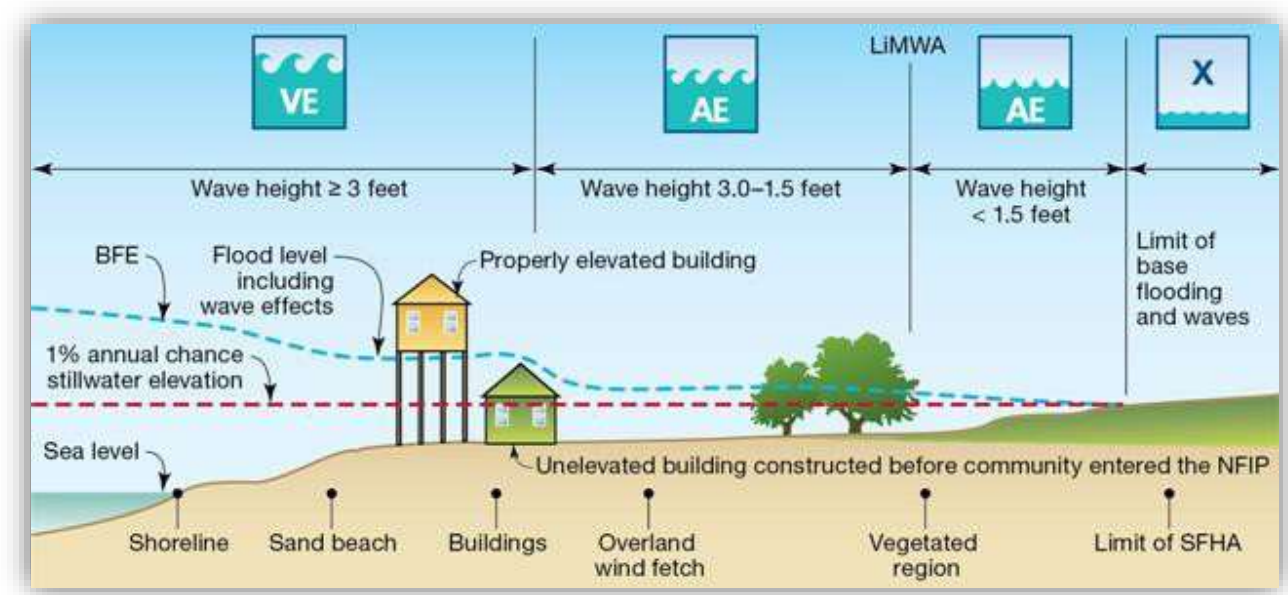 VE
AE
LiMWA
AE
X
Wave height ≥ 3 feet
Wave height 3.0–1.5 feet
Wave height
< 1.5 feet
BFE
Flood level
including
wave effects
Properly elevated building
Limit of
base
flooding
and waves
1% annual chance
stillwater elevation
Sea level
Unelevated building constructed before community entered the NFIP
Shoreline
Sand beach
Buildings
Overland
wind fetch
Vegetated
region
Limit of SFHA